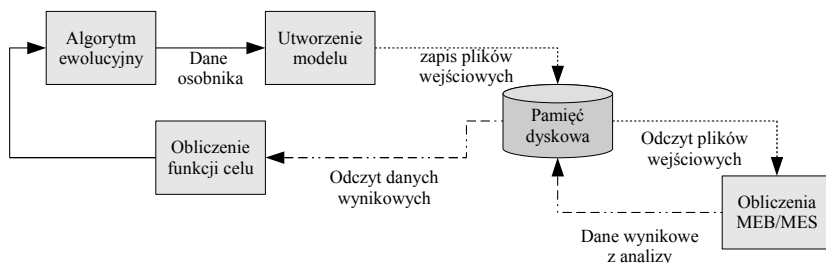 Algorytm
ewolucyjny
Dane
osobnika
Utworzenie
modelu
zapis plików
wejściowych
Pamięć
dyskowa
Obliczenie
funkcji celu
Odczyt danych
wynikowych
Odczyt plików
wejściowych
Obliczenia
MEB/MES
Dane wynikowe
z analizy